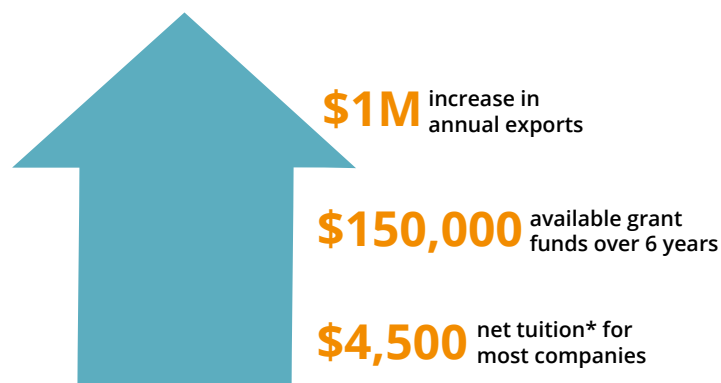 $1M increase in
annual exports
$150,000 available grant
funds over 6 years
$4,500 net tuition* for
most companies